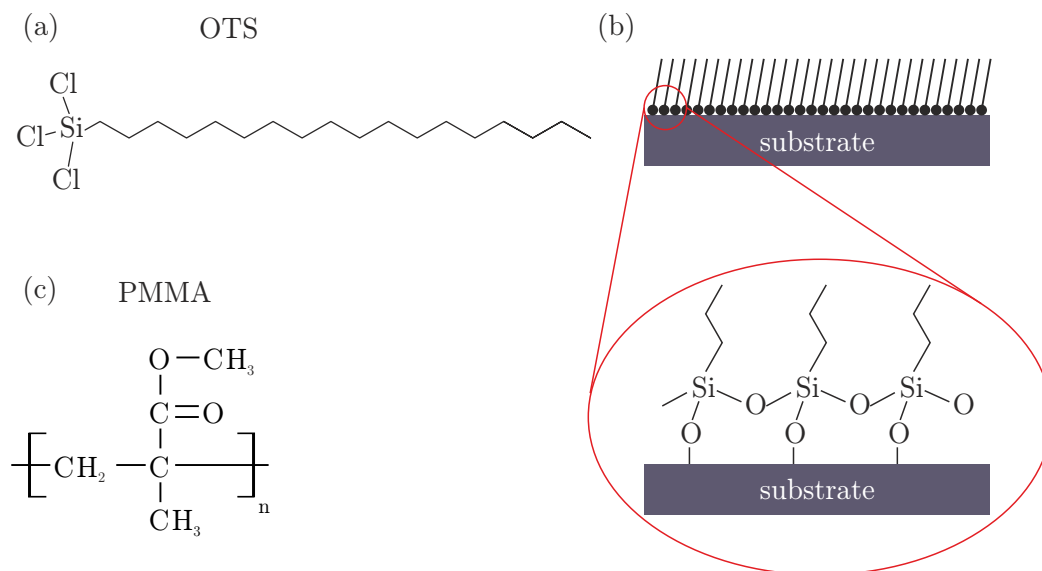 (a) OTS
Cl
Cl Si
Cl
(b)
substrate
Si O Si O Si O
O O O
substrate
(c) PMMA
O CH₃
C O
CH₂ C
n
CH₃